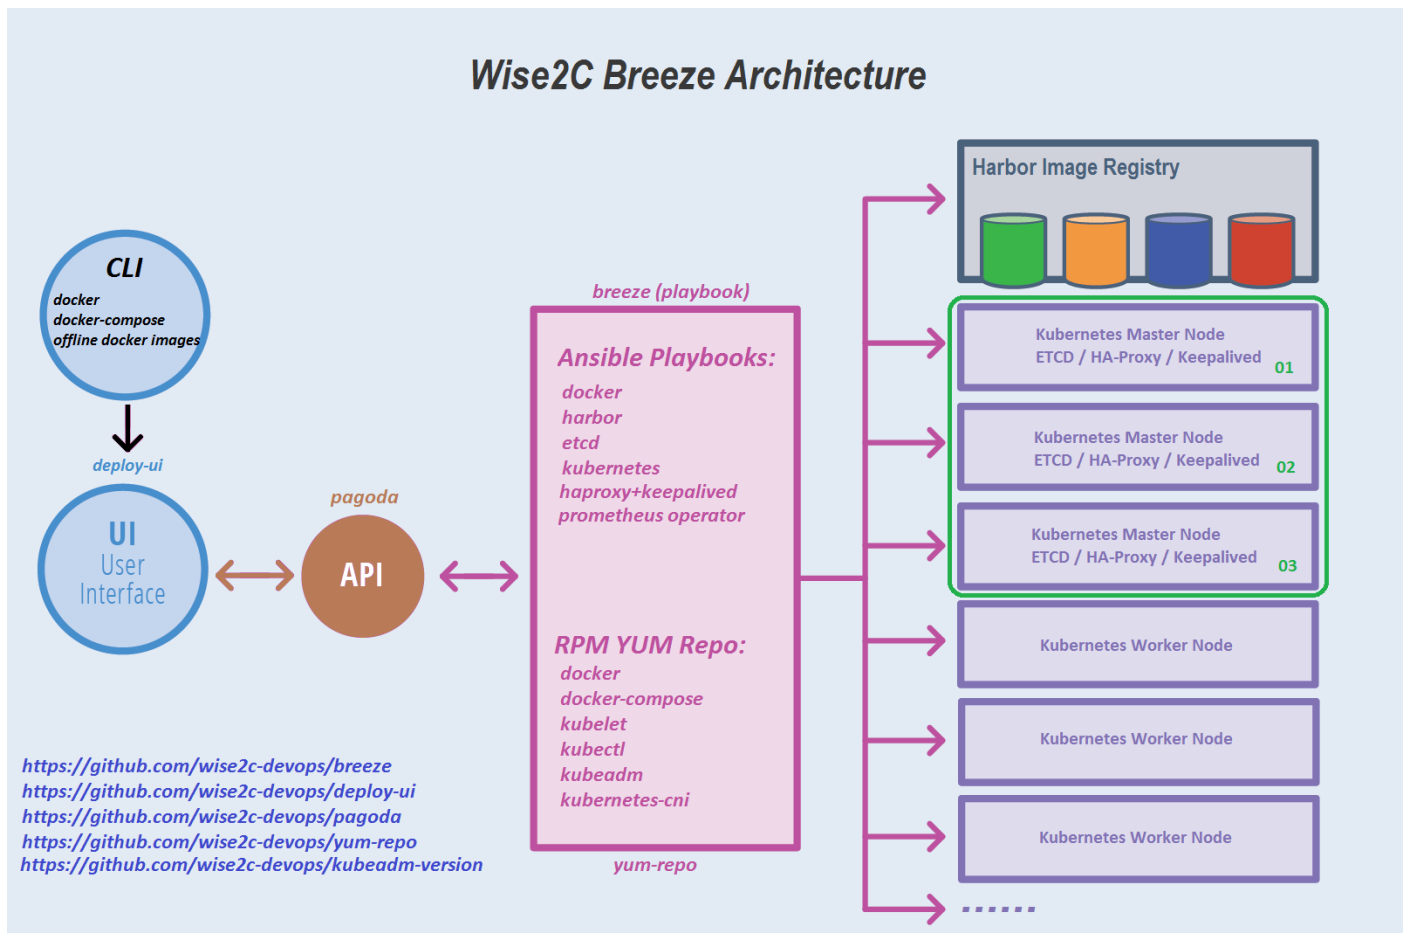 Wise2C Breeze Architecture
CLI
docker
docker-compose
offline docker images
deploy-ui
UI
User
Interface
pagoda
API
breeze (playbook)
Ansible Playbooks:
docker
harbor
etcd
kubernetes
haproxy+keepalived
prometheus operator
RPM YUM Repo:
docker
docker-compose
kubelet
kubectl
kubeadm
kubernetes-cni
yum-repo
Harbor Image Registry
Kubernetes Master Node
ETCD / HA-Proxy / Keepalived
01
Kubernetes Master Node
ETCD / HA-Proxy / Keepalived
02
Kubernetes Master Node
ETCD / HA-Proxy / Keepalived
03
Kubernetes Worker Node
Kubernetes Worker Node
Kubernetes Worker Node
------
https://github.com/wise2c-devops/breeze
https://github.com/wise2c-devops/deploy-ui
https://github.com/wise2c-devops/pagoda
https://github.com/wise2c-devops/yum-repo
https://github.com/wise2c-devops/kubeadm-version